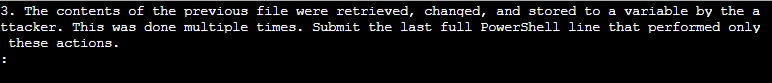 3. The contents of the previous file were retrieved, changed, and stored to a variable by the a
ttacker. This was done multiple times. Submit the last full PowerShell line that performed only
 these actions.
: